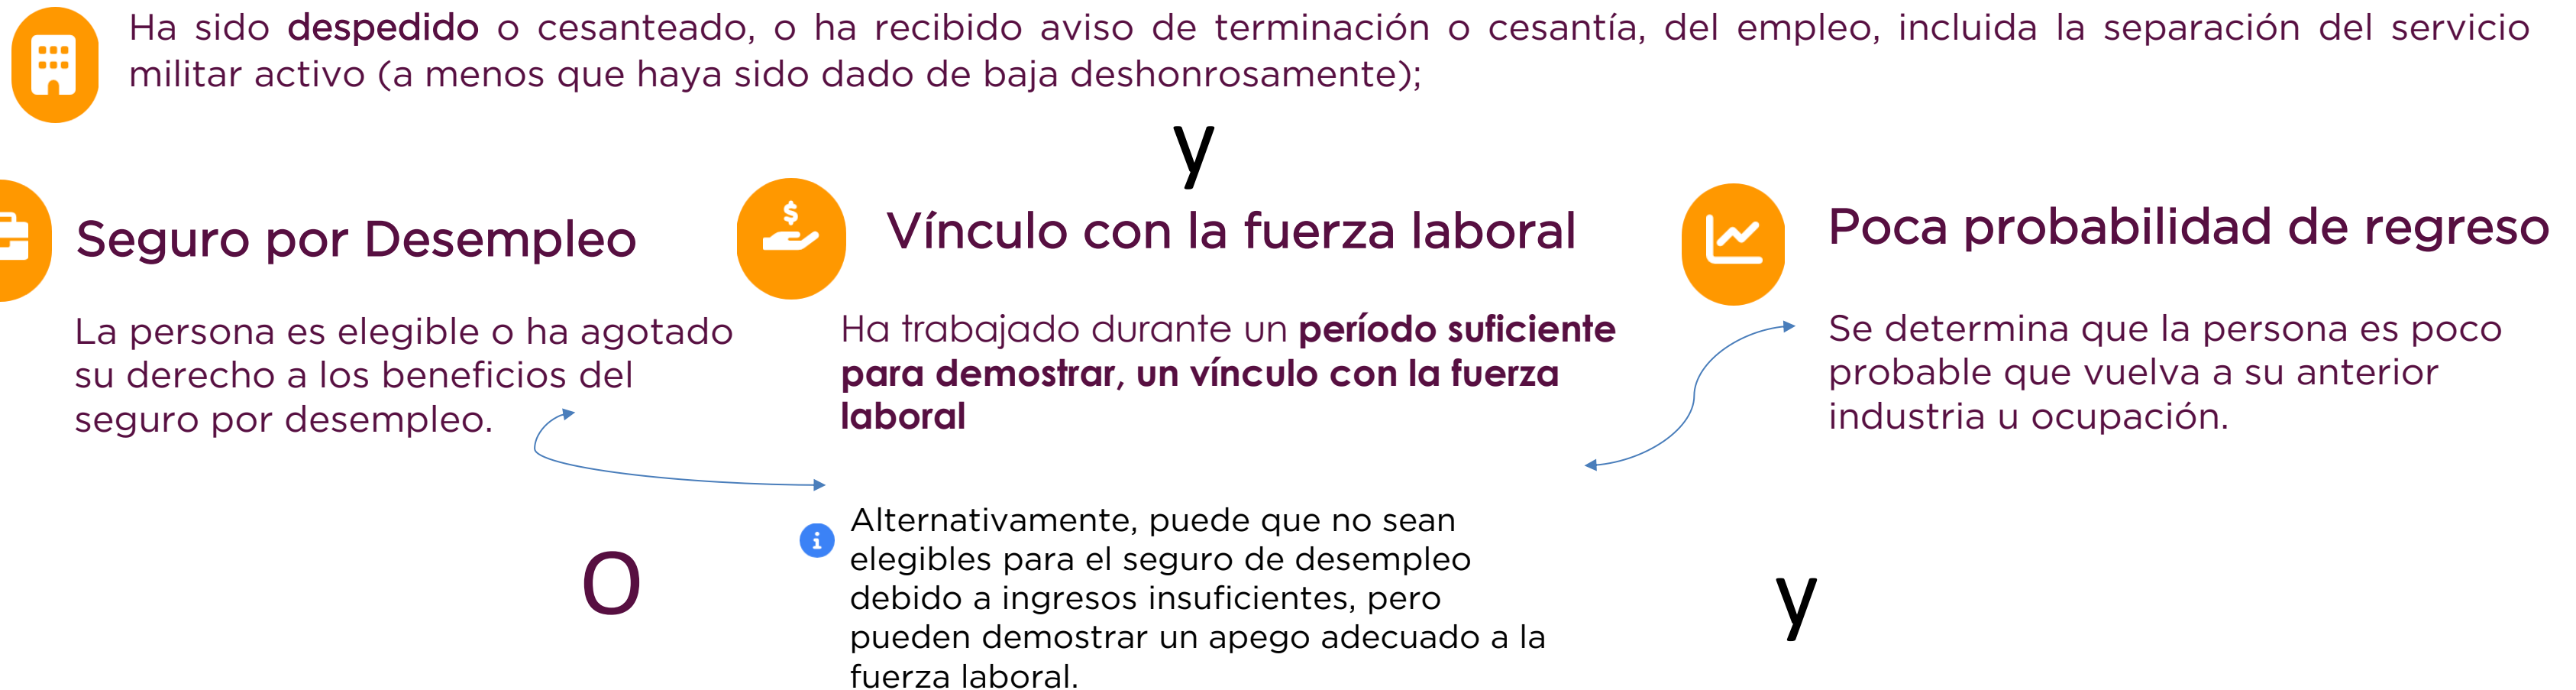 Ha sido despedido o cesanteado, o ha recibido aviso de terminación o cesantía, del empleo, incluida la separación del servicio
militar activo (a menos que haya sido dado de baja deshonrosamente);
y
Seguro por Desempleo
La persona es elegible o ha agotado
su derecho a los beneficios del
seguro por desempleo.
O
$
Vínculo con la fuerza laboral
Ha trabajado durante un período suficiente
para demostrar, un vínculo con la fuerza
laboral
i
Alternativamente, puede que no sean
elegibles para el seguro de desempleo
debido a ingresos insuficientes, pero
pueden demostrar un apego adecuado a la
fuerza laboral.
y
Poca probabilidad de regreso
Se determina que la persona es poco
probable que vuelva a su anterior
industria u ocupación.